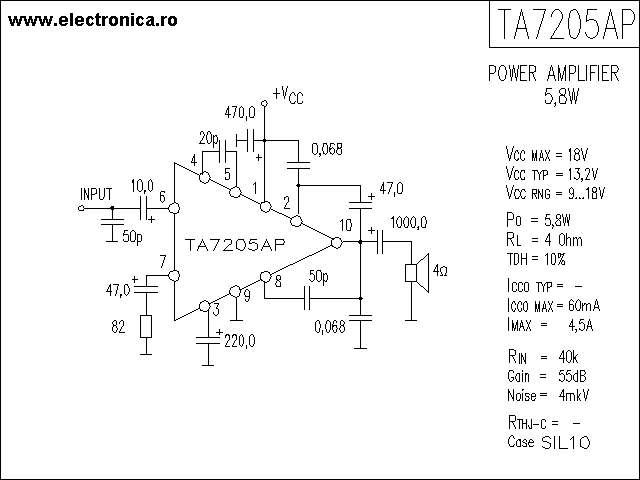 www.electronica.ro
TA7205AP
POWER AMPLIFIER
5,8W
+VCC
470,0
20p
4
5
1
2
0,068
47,0
INPUT
10,0
6
+
50p
TA7205AP
10
1000,0
+
4Ω
7
47,0
+
82
3
9
8
50p
0,068
+
220,0
VCC MAX = 18V
VCC TYP = 13,2V
VCC RNG = 9...18V
PO = 5,8W
RL = 4 Ohm
TDH = 10%
ICCO TYP = -
ICCO MAX = 60mA
IMAX = 4,5A
RIN = 40k
Gain = 55dB
Noise = 4mkV
RTHJ-C = -
Case SIL10